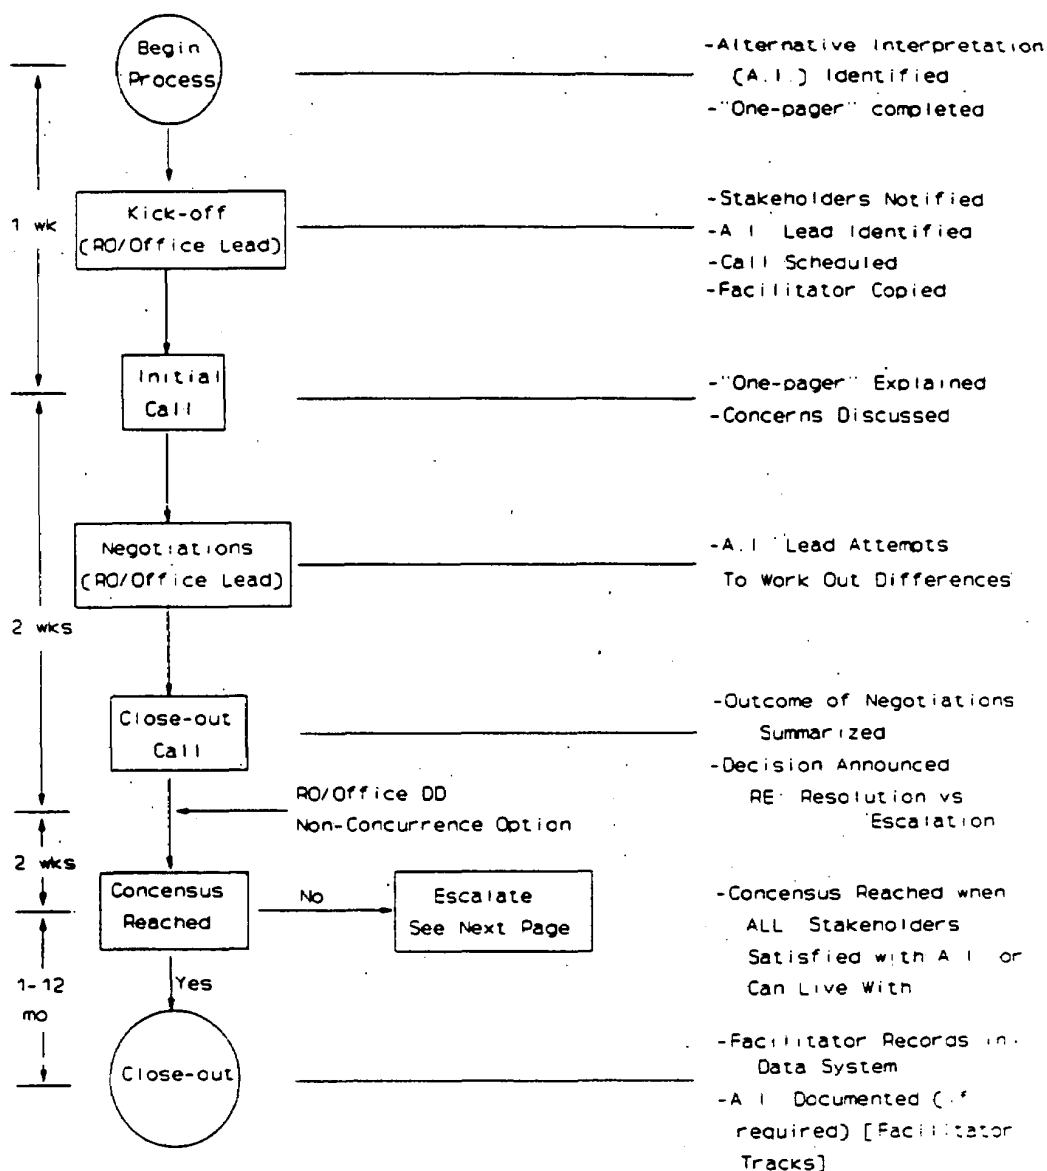 Begin
Process
-Alternative Interpretation
(A.I.) Identified
-"One-pager" completed
1 wk
Kick-off
(RO/Office Lead)
-Stakeholders Notified
-A I Lead Identified
-Call Scheduled
-Facilitator Copied
Initial
Call
-"One-pager" Explained
-Concerns Discussed
Negotiations
(RO/Office Lead)
-A.I Lead Attempts
To Work Out Differences
2 wks
Close-out
Call
-Outcome of Negotiations
Summarized
-Decision Announced
RE: Resolution vs
Escalation
RO/Office DD
Non-Concurrence Option
2 wks
Concensus
Reached
No
Escalate
See Next Page
-Concensus Reached when
ALL Stakeholders
Satisfied with A I or
Can Live With
1-12
mo
Yes
Close-out
-Facilitator Records in
Data System
-A I Documented (if
required) [Facilitator
Tracks]